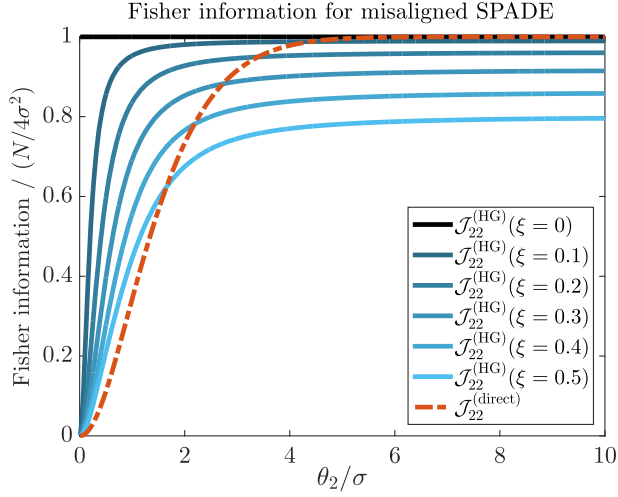 Fisher information for misaligned SPADE
Fisher information / (N/4σ²)
1
0.8
0.6
0.4
0.2
0
0 2 4 6 8 10
θ₂/σ
𝒥₂₂^(HG)(ξ = 0)
𝒥₂₂^(HG)(ξ = 0.1)
𝒥₂₂^(HG)(ξ = 0.2)
𝒥₂₂^(HG)(ξ = 0.3)
𝒥₂₂^(HG)(ξ = 0.4)
𝒥₂₂^(HG)(ξ = 0.5)
𝒥₂₂^(direct)